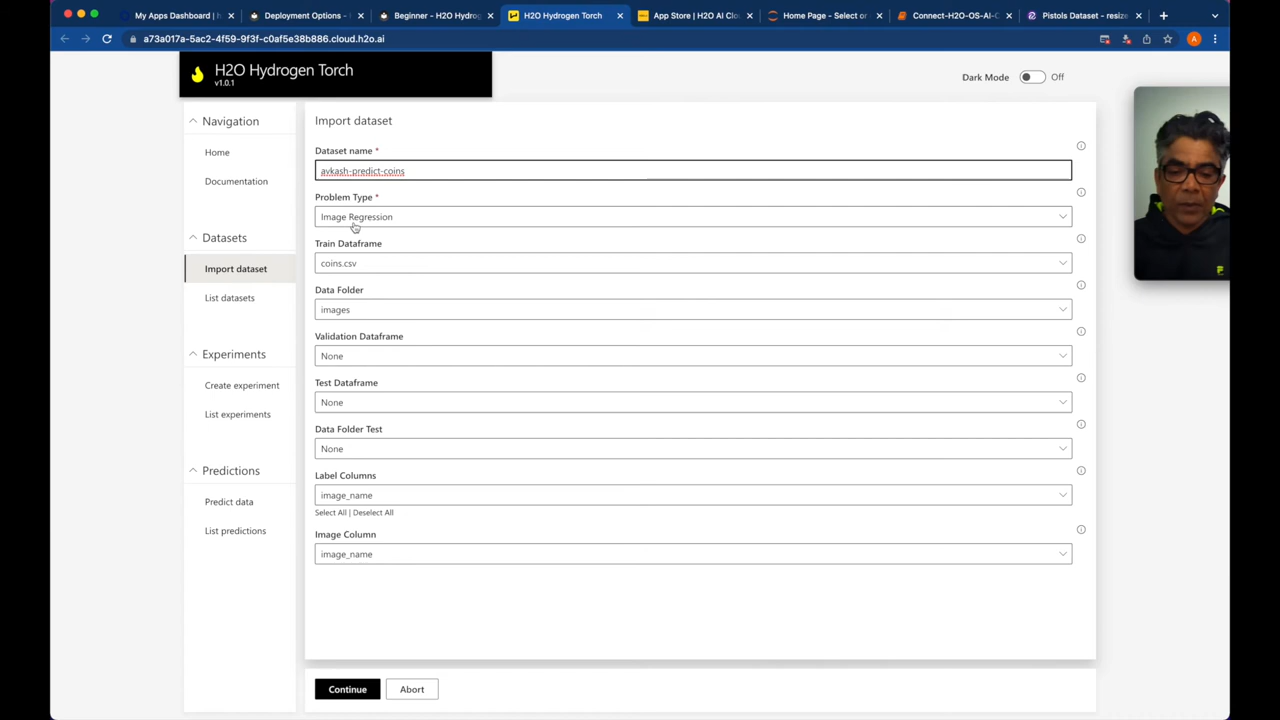 My Apps Dashboard | h
Deployment Options -
Beginner - H2O Hydrog
H2O Hydrogen Torch
App Store | H2O AI Clou
Home Page - Select or
Connect-H2O-OS-AI-C
Pistols Dataset - resize
a73a017a-5ac2-4f59-9f3f-c0af5e38b886.cloud.h2o.ai
A
H2O Hydrogen Torch
v1.0.1
Dark Mode
Off
Navigation
Home
Documentation
Datasets
Import dataset
List datasets
Experiments
Create experiment
List experiments
Predictions
Predict data
List predictions
Import dataset
Dataset name *
avkash-predict-coins
Problem Type *
Image Regression
Train Dataframe
coins.csv
Data Folder
images
Validation Dataframe
None
Test Dataframe
None
Data Folder Test
None
Label Columns
image_name
Select All | Deselect All
Image Column
image_name
Continue
Abort